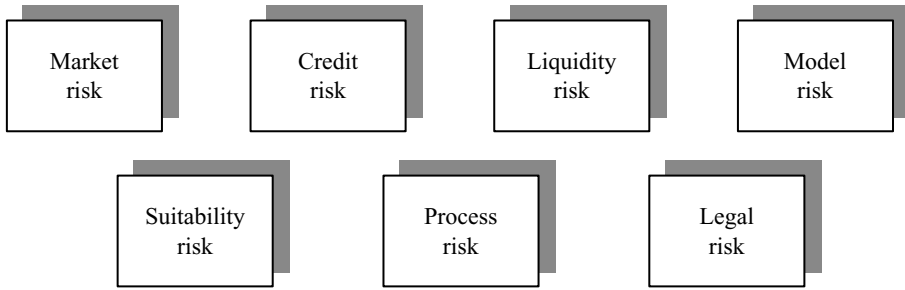 Market
risk
Credit
risk
Liquidity
risk
Model
risk
Suitability
risk
Process
risk
Legal
risk